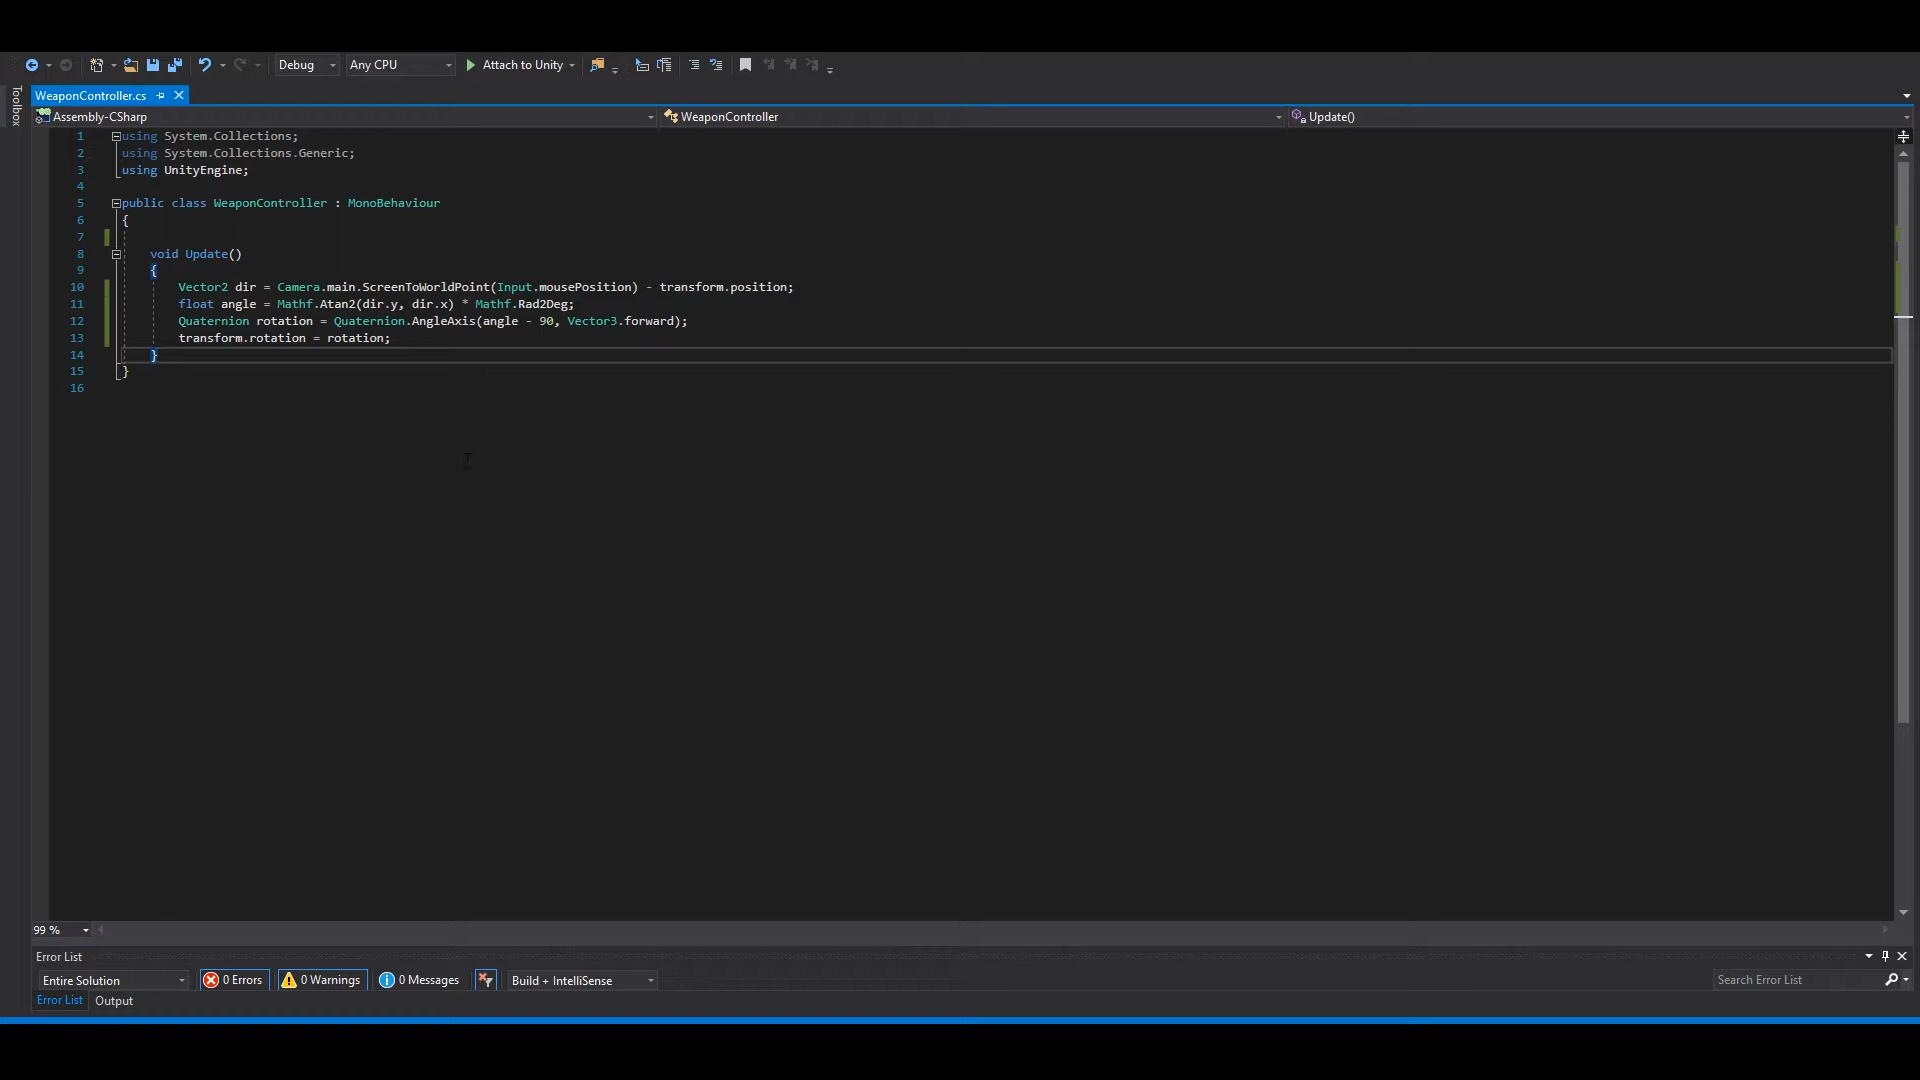 Debug Any CPU Attach to Unity
Toolbox
WeaponController.cs
Assembly-CSharp WeaponController Update()
1 using System.Collections;
2 using System.Collections.Generic;
3 using UnityEngine;
4
5 public class WeaponController : MonoBehaviour
6 {
7
8 void Update()
9 {
10 Vector2 dir = Camera.main.ScreenToWorldPoint(Input.mousePosition) - transform.position;
11 float angle = Mathf.Atan2(dir.y, dir.x) * Mathf.Rad2Deg;
12 Quaternion rotation = Quaternion.AngleAxis(angle - 90, Vector3.forward);
13 transform.rotation = rotation;
14 }
15 }
16
99 %
Error List
Entire Solution 0 Errors 0 Warnings 0 Messages Build + IntelliSense Search Error List
Error List Output